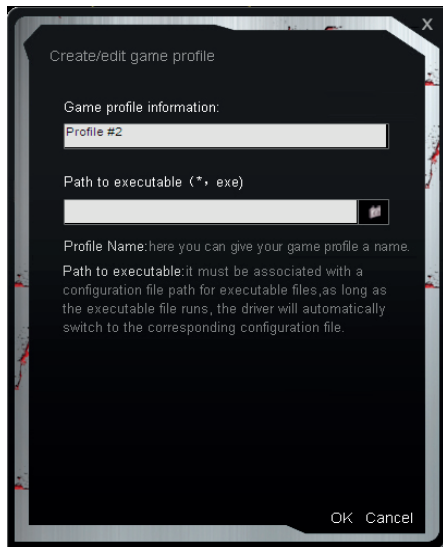 X
Create/edit game profile
Game profile information:
Profile #2
Path to executable (*, exe)
Profile Name:here you can give your game profile a name.
Path to executable:it must be associated with a
configuration file path for executable files,as long as
the executable file runs, the driver will automatically
switch to the corresponding configuration file.
OK Cancel